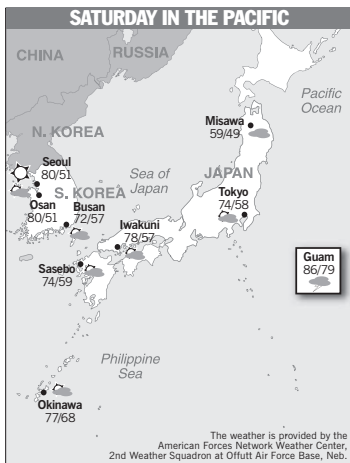 SATURDAY IN THE PACIFIC
CHINA
RUSSIA
Pacific
Ocean
N. KOREA
Misawa
59/49
Seoul
80/51
Sea of
Japan
JAPAN
S. KOREA
Osan
80/51
Busan
72/57
Tokyo
74/58
Iwakuni
78/57
Guam
86/79
Sasebo
74/59
Philippine
Sea
Okinawa
77/68
The weather is provided by the
American Forces Network Weather Center,
2nd Weather Squadron at Offutt Air Force Base, Neb.